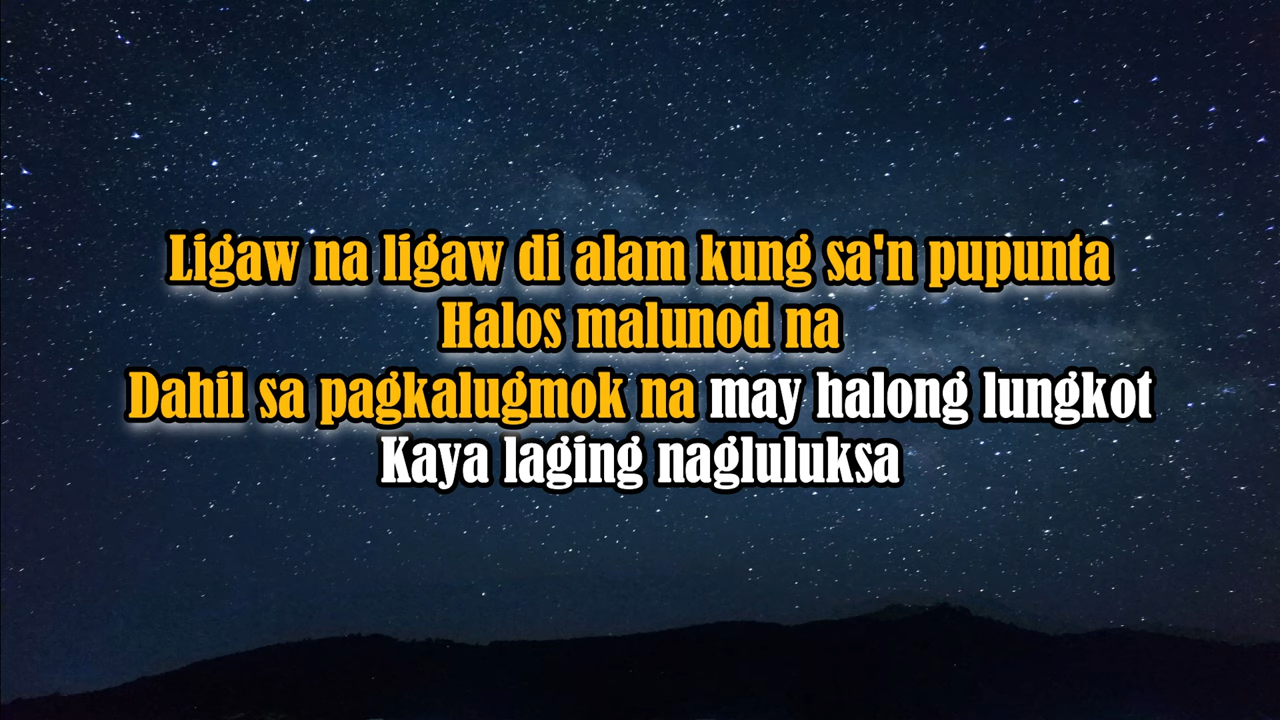 Ligaw na ligaw di alam kung sa'n pupunta
Halos malunod na
Dahil sa pagkalugmok na may halong lungkot
Kaya laging nagluluksa